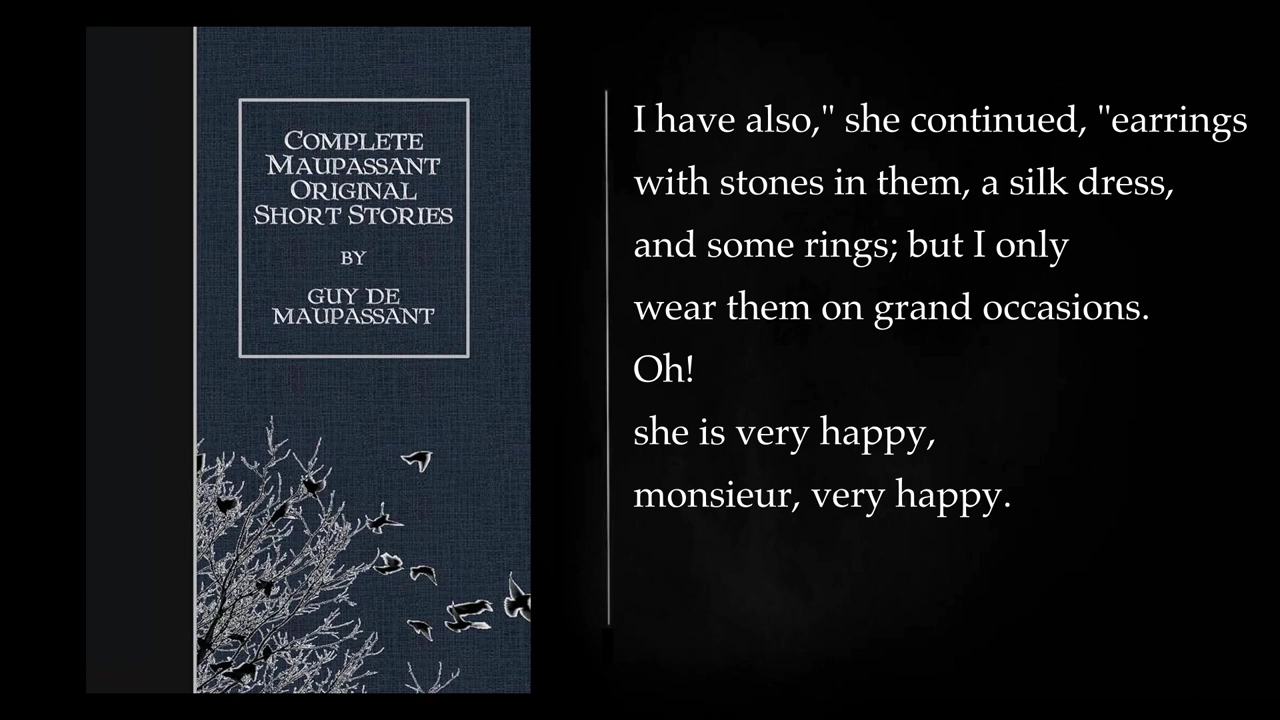 COMPLETE
MAUPASSANT
ORIGINAL
SHORT STORIES
BY
GUY DE
MAUPASSANT
I have also," she continued, "earrings
with stones in them, a silk dress,
and some rings; but I only
wear them on grand occasions.
Oh!
she is very happy,
monsieur, very happy.